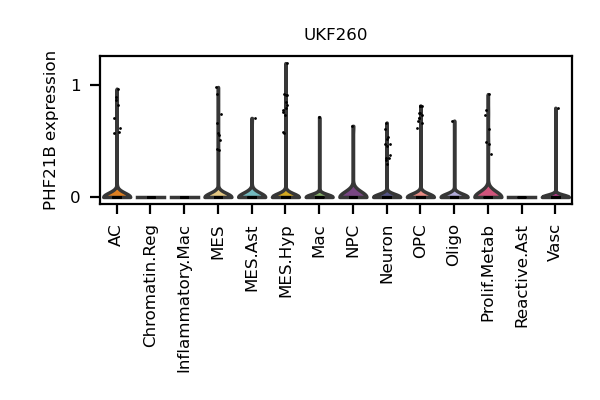 UKF260
PHF21B expression
1
0
AC
Chromatin.Reg
Inflammatory.Mac
MES
MES.Ast
MES.Hyp
Mac
NPC
Neuron
OPC
Oligo
Prolif.Metab
Reactive.Ast
Vasc